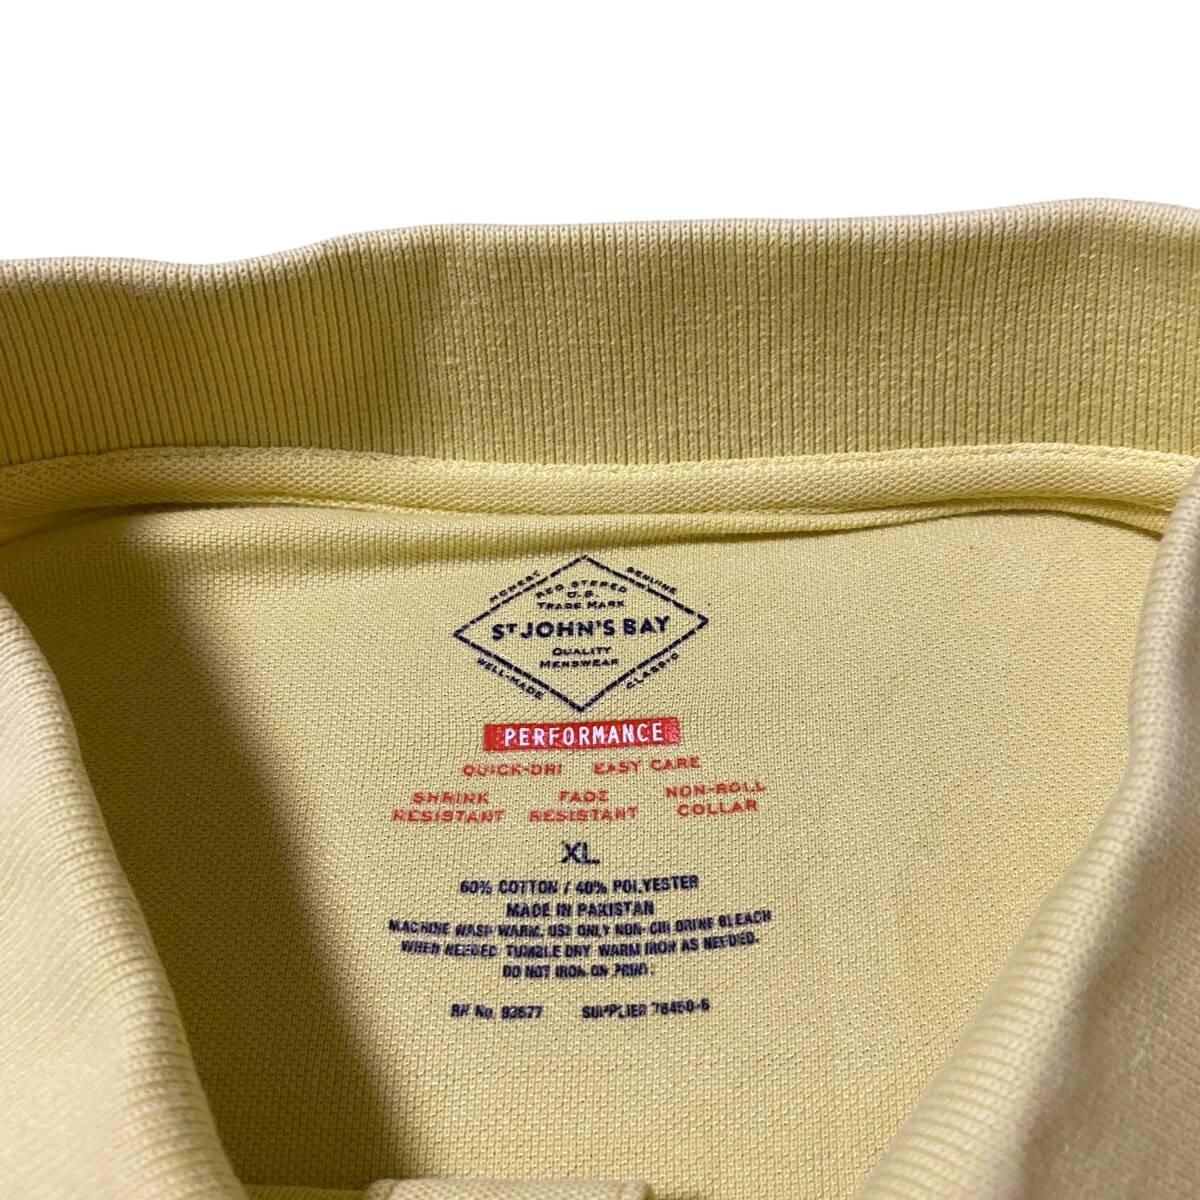 HONEST GENUINE
REGISTERED
U.S.
TRADE MARK
ST JOHN'S BAY
QUALITY
MENSWEAR
WELL-MADE CLASSIC
PERFORMANCE
QUICK-DRI EASY CARE
SHRINK FADE NON-ROLL
RESISTANT RESISTANT COLLAR
XL
60% COTTON / 40% POLYESTER
MADE IN PAKISTAN
MACHINE WASH WARM. USE ONLY NON-CHLORINE BLEACH
WHEN NEEDED. TUMBLE DRY. WARM IRON AS NEEDED.
DO NOT IRON ON PRINT.
RN No. 93677 SUPPLIER 78450-6